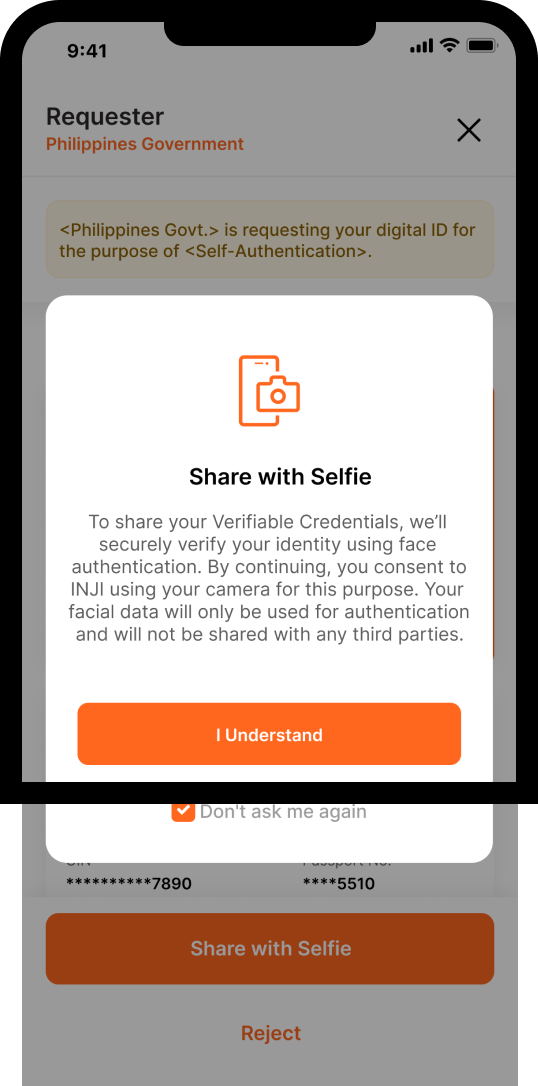 9:41
Requester
Philippines Government
<Philippines Govt.> is requesting your digital ID for
the purpose of <Self-Authentication>.
Share with Selfie
To share your Verifiable Credentials, we’ll
securely verify your identity using face
authentication. By continuing, you consent to
INJI using your camera for this purpose. Your
facial data will only be used for authentication
and will not be shared with any third parties.
I Understand
Don't ask me again
Passport No.
**********7890 ****5510
Share with Selfie
Reject